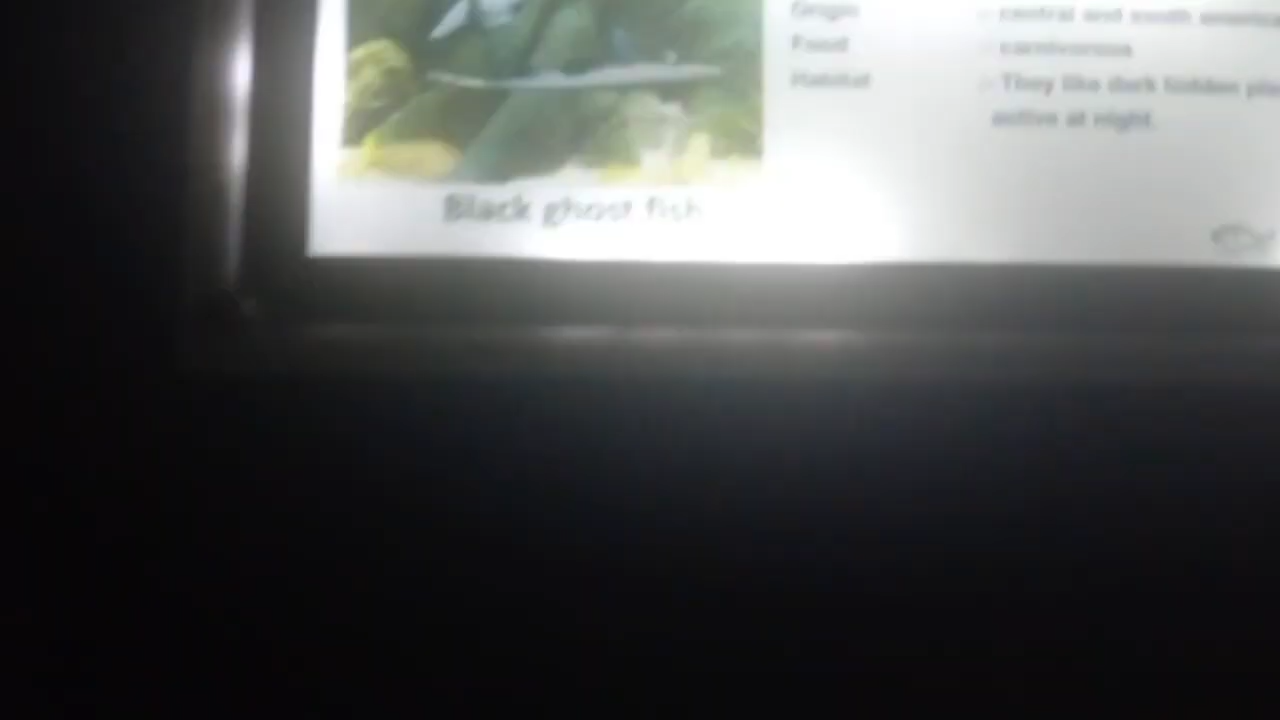 Origin : central and south america
Food : carnivorous
Habitat : They like dark hidden
active at night.
Black ghost fish